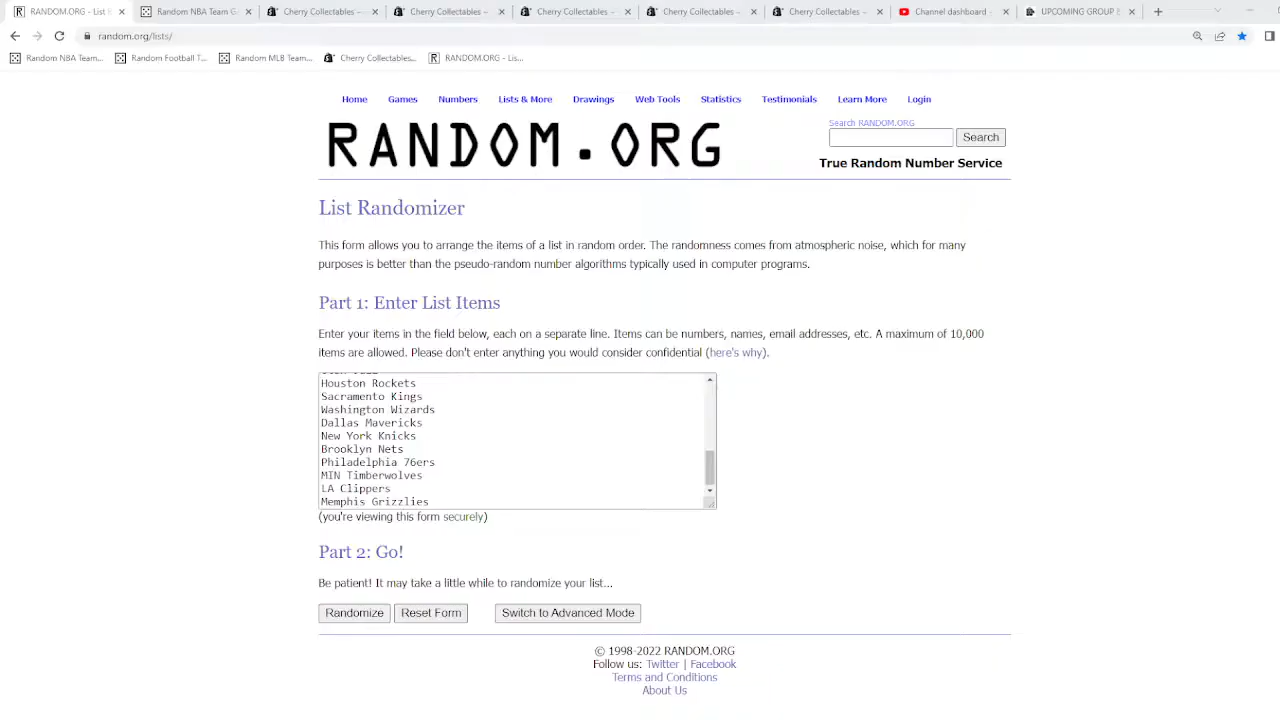 RANDOM.ORG - List R
Random NBA Team G
Cherry Collectables –
Cherry Collectables –
Cherry Collectables –
Cherry Collectables –
Cherry Collectables –
Channel dashboard -
UPCOMING GROUP
random.org/lists/
Random NBA Team...
Random Football T...
Random MLB Team...
Cherry Collectables...
RANDOM.ORG - Lis...
Home Games Numbers Lists & More Drawings Web Tools Statistics Testimonials Learn More Login
RANDOM.ORG
Search RANDOM.ORG
Search
True Random Number Service
List Randomizer
This form allows you to arrange the items of a list in random order. The randomness comes from atmospheric noise, which for many
purposes is better than the pseudo-random number algorithms typically used in computer programs.
Part 1: Enter List Items
Enter your items in the field below, each on a separate line. Items can be numbers, names, email addresses, etc. A maximum of 10,000
items are allowed. Please don't enter anything you would consider confidential (here's why).
Houston Rockets
Sacramento Kings
Washington Wizards
Dallas Mavericks
New York Knicks
Brooklyn Nets
Philadelphia 76ers
MIN Timberwolves
LA Clippers
Memphis Grizzlies
(you're viewing this form securely)
Part 2: Go!
Be patient! It may take a little while to randomize your list...
Randomize Reset Form Switch to Advanced Mode
© 1998-2022 RANDOM.ORG
Follow us: Twitter | Facebook
Terms and Conditions
About Us